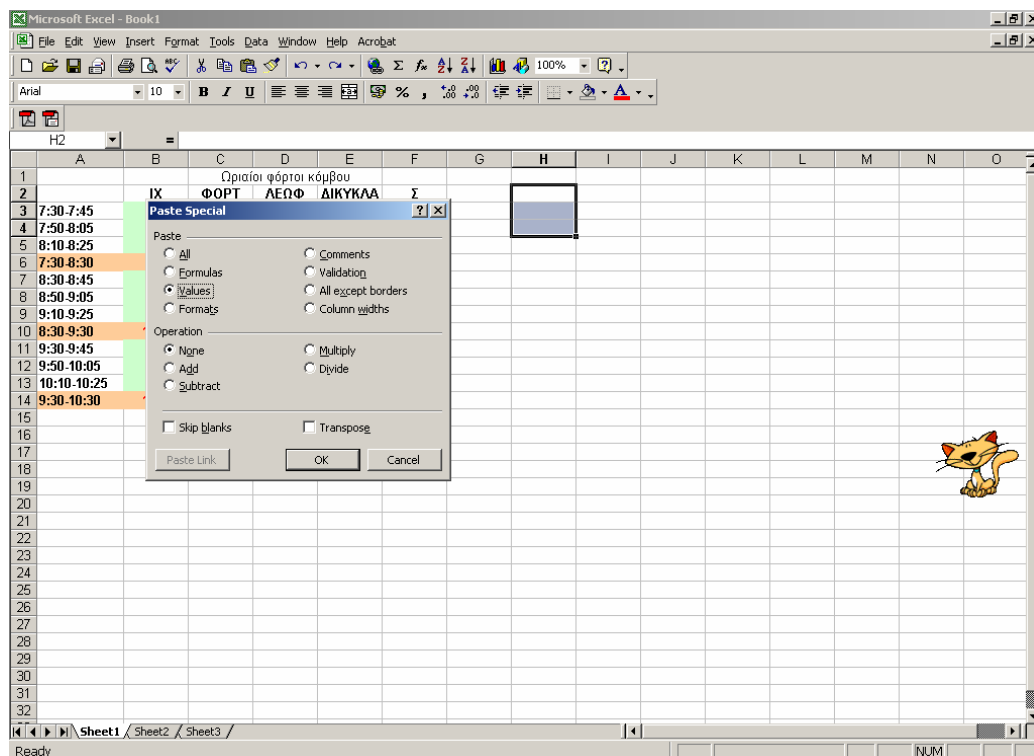 Microsoft Excel - Book1
File Edit View Insert Format Tools Data Window Help Acrobat
100%
Arial 10 B I U % ,
H2 =
A B C D E F G H I J K L M N O
1 Ωριαίοι φόρτοι κόμβου
2 ΙΧ ΦΟΡΤ ΛΕΩΦ ΔΙΚΥΚΛΑ Σ
3 7:30-7:45
4 7:50-8:05
5 8:10-8:25
6 7:30-8:30
7 8:30-8:45
8 8:50-9:05
9 9:10-9:25
10 8:30-9:30
11 9:30-9:45
12 9:50-10:05
13 10:10-10:25
14 9:30-10:30
15
16
17
18
19
20
21
22
23
24
25
26
27
28
29
30
31
32
Paste Special
Paste
All Comments
Formulas Validation
Values All except borders
Formats Column widths
Operation
None Multiply
Add Divide
Subtract
Skip blanks Transpose
Paste Link OK Cancel
Sheet1 Sheet2 Sheet3
Ready NUM